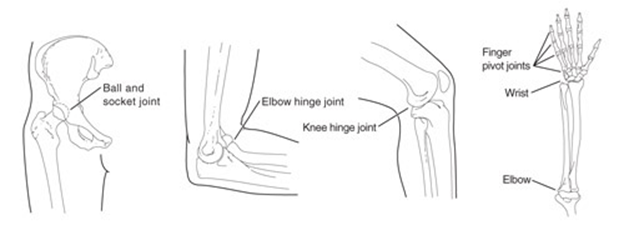 Ball and
socket joint
Elbow hinge joint
Knee hinge joint
Finger
pivot joints
Wrist
Elbow